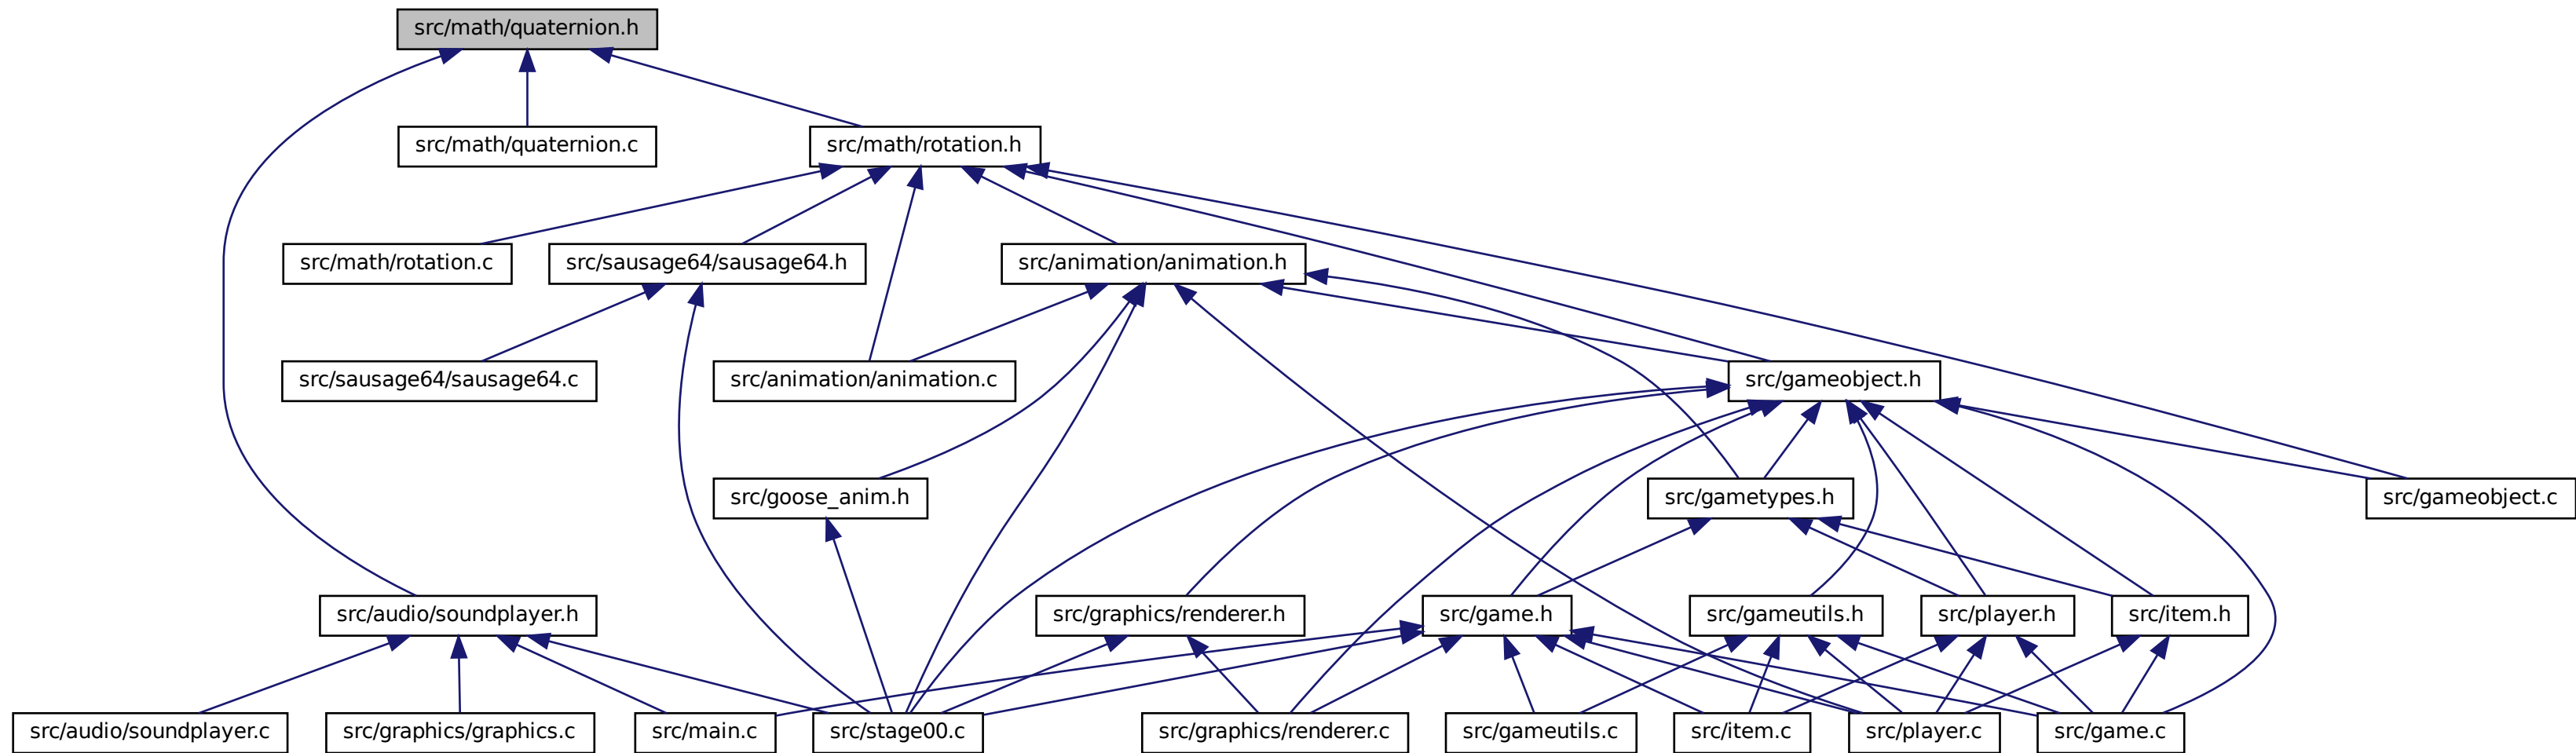 src/math/quaternion.h
src/math/quaternion.c
src/math/rotation.h
src/math/rotation.c
src/sausage64/sausage64.h
src/animation/animation.h
src/sausage64/sausage64.c
src/animation/animation.c
src/gameobject.h
src/goose_anim.h
src/gametypes.h
src/gameobject.c
src/audio/soundplayer.h
src/graphics/renderer.h
src/game.h
src/gameutils.h
src/player.h
src/item.h
src/audio/soundplayer.c
src/graphics/graphics.c
src/main.c
src/stage00.c
src/graphics/renderer.c
src/gameutils.c
src/item.c
src/player.c
src/game.c